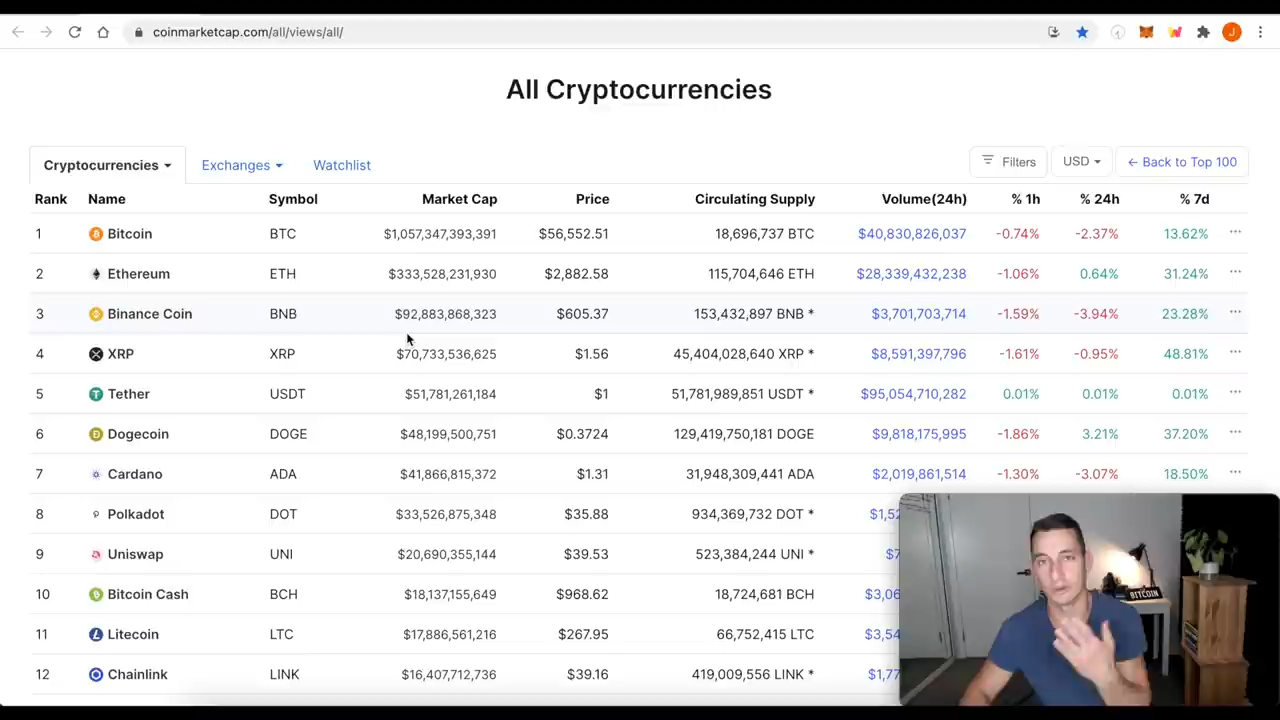 coinmarketcap.com/all/views/all/
J
All Cryptocurrencies
Cryptocurrencies Exchanges Watchlist Filters USD ← Back to Top 100
Rank Name Symbol Market Cap Price Circulating Supply Volume(24h) % 1h % 24h % 7d
1 Bitcoin BTC $1,057,347,393,391 $56,552.51 18,696,737 BTC $40,830,826,037 -0.74% -2.37% 13.62%
2 Ethereum ETH $333,528,231,930 $2,882.58 115,704,646 ETH $28,339,432,238 -1.06% 0.64% 31.24%
3 Binance Coin BNB $92,883,868,323 $605.37 153,432,897 BNB * $3,701,703,714 -1.59% -3.94% 23.28%
4 XRP XRP $70,733,536,625 $1.56 45,404,028,640 XRP * $8,591,397,796 -1.61% -0.95% 48.81%
5 Tether USDT $51,781,261,184 $1 51,781,989,851 USDT * $95,054,710,282 0.01% 0.01% 0.01%
6 Dogecoin DOGE $48,199,500,751 $0.3724 129,419,750,181 DOGE $9,818,175,995 -1.86% 3.21% 37.20%
7 Cardano ADA $41,866,815,372 $1.31 31,948,309,441 ADA $2,019,861,514 -1.30% -3.07% 18.50%
8 Polkadot DOT $33,526,875,348 $35.88 934,369,732 DOT * $1,52
9 Uniswap UNI $20,690,355,144 $39.53 523,384,244 UNI * $7
10 Bitcoin Cash BCH $18,137,155,649 $968.62 18,724,681 BCH $3,06
BITCOIN
11 Litecoin LTC $17,886,561,216 $267.95 66,752,415 LTC $3,54
12 Chainlink LINK $16,407,712,736 $39.16 419,009,556 LINK * $1,77